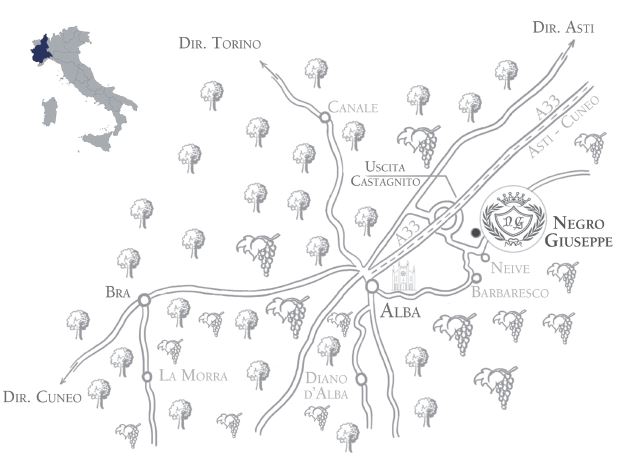 Dir. Torino
Dir. Asti
Canale
A33
Asti - Cuneo
Uscita
Castagnito
D.G
Negro
Giuseppe
A33
Neive
Barbaresco
Bra
Alba
La Morra
Diano
d'Alba
Dir. Cuneo